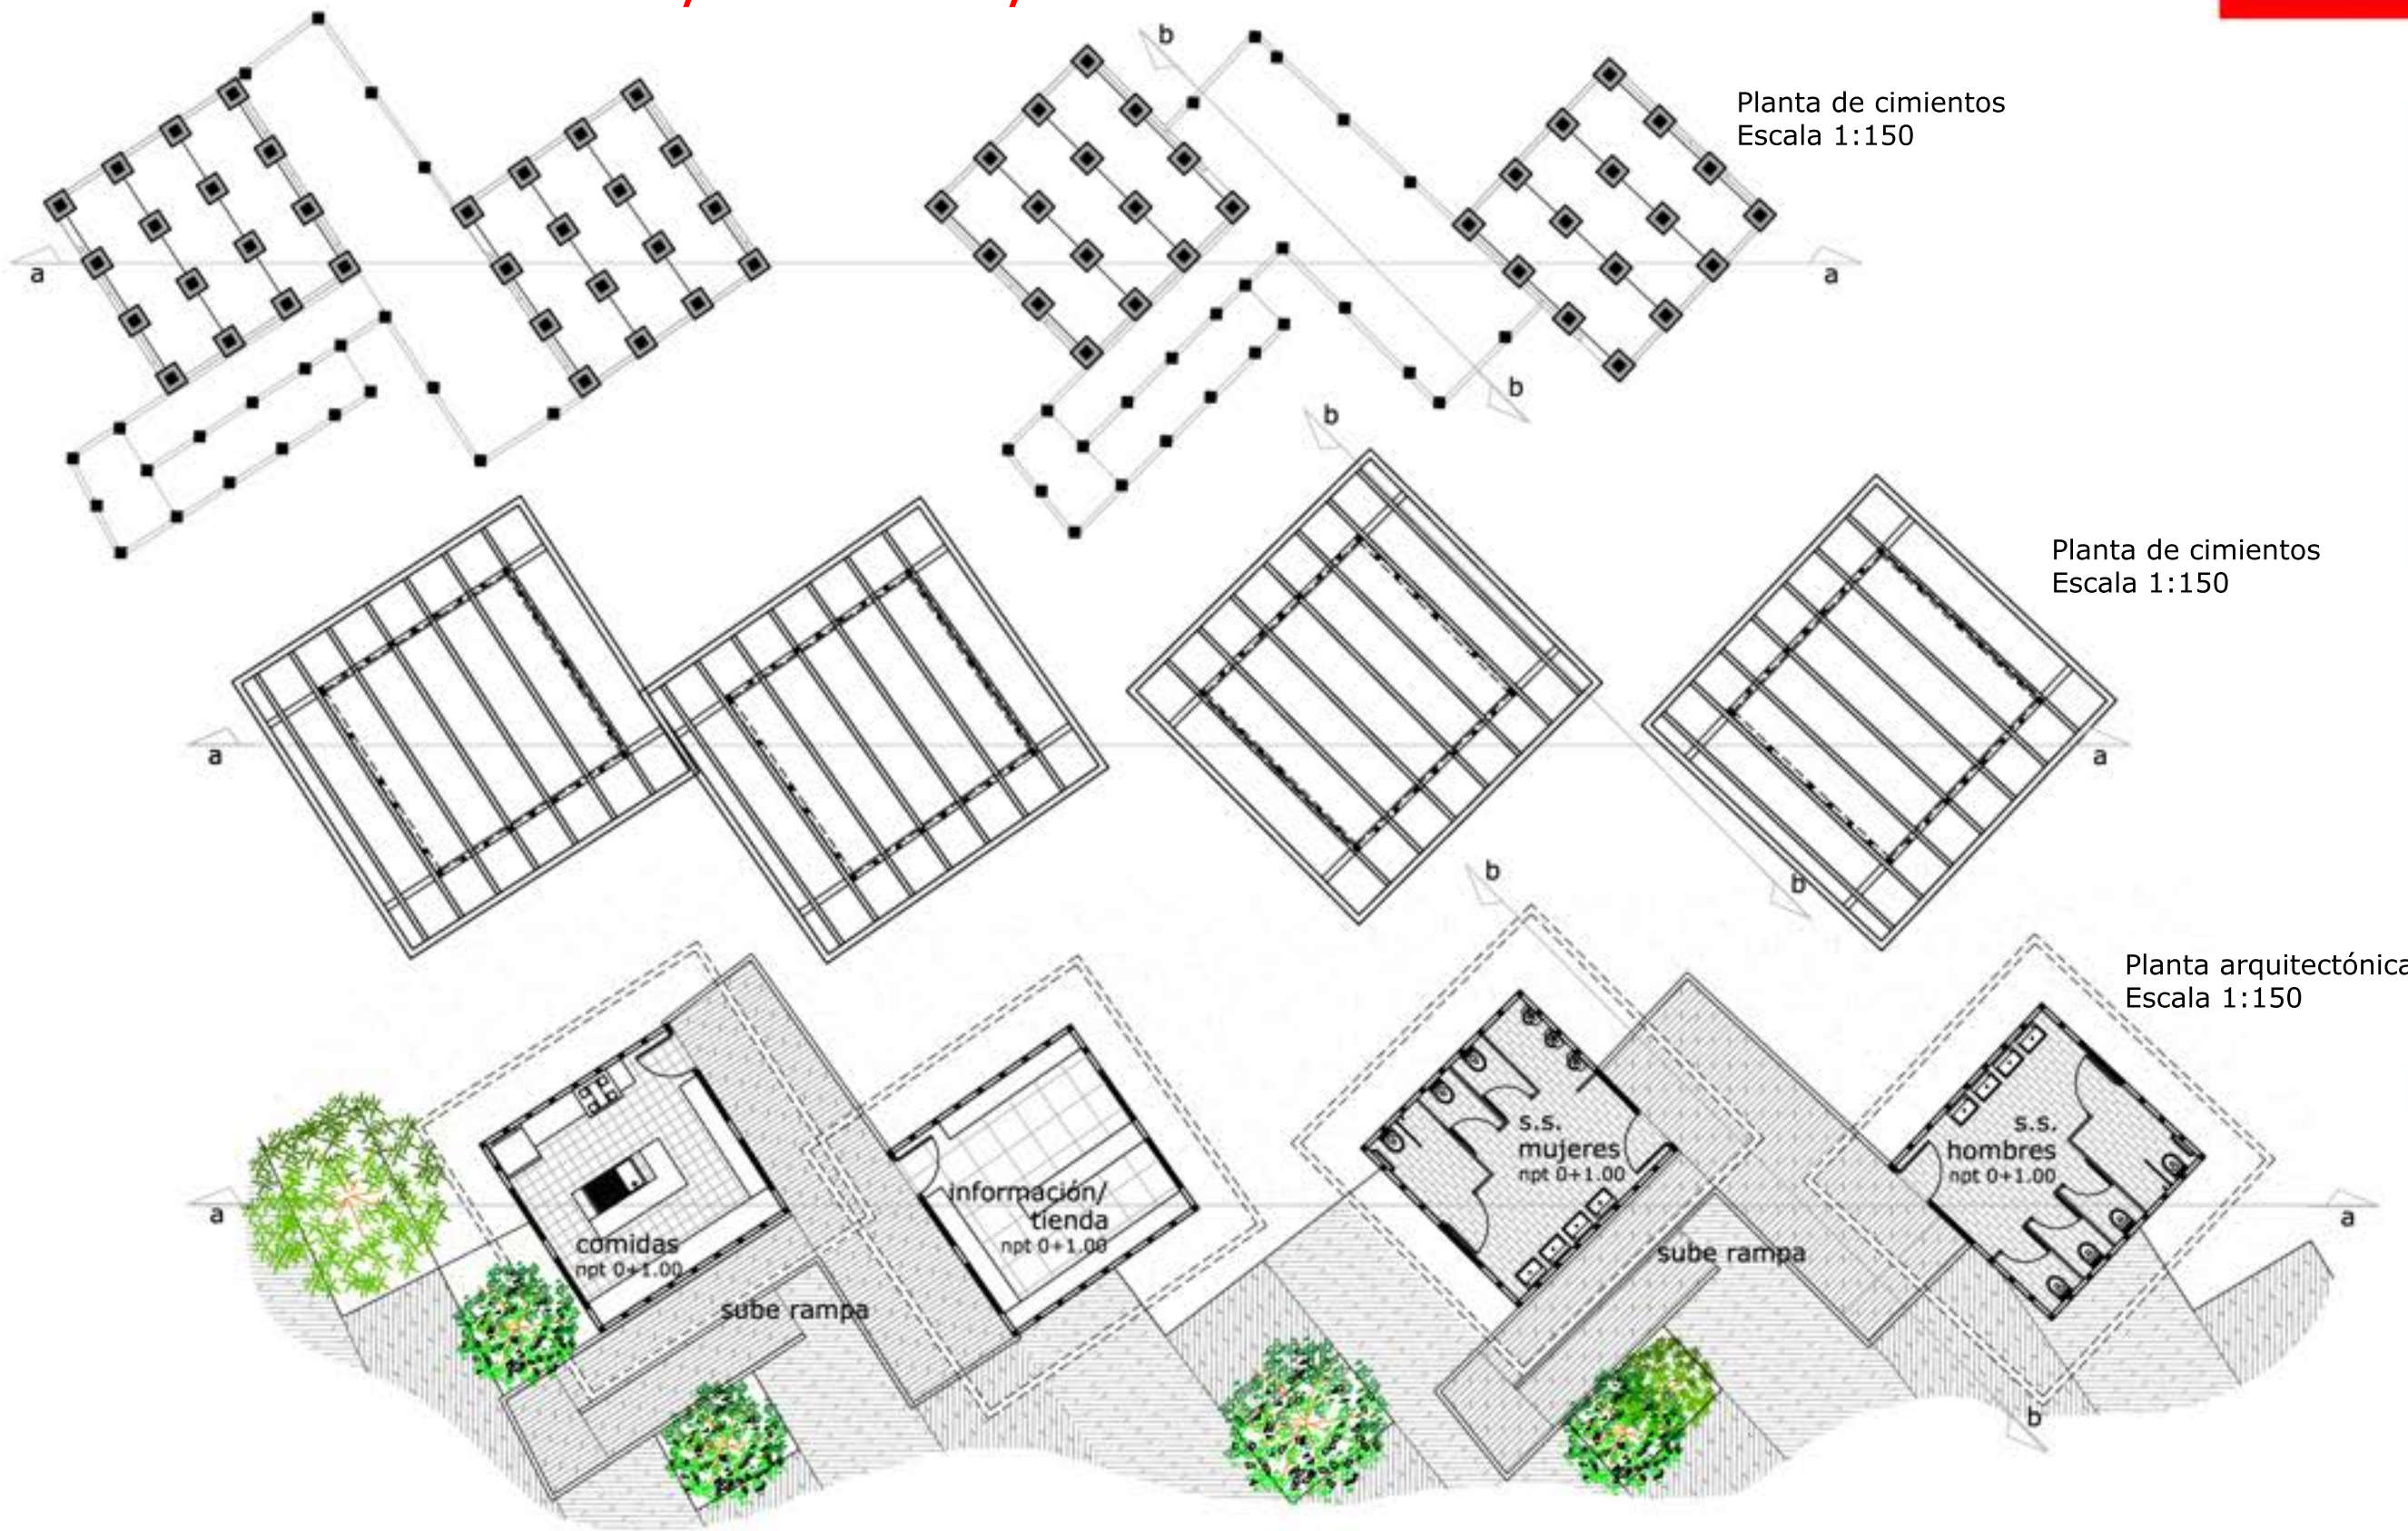 b
Planta de cimientos
Escala 1:150
a
a
b
b
Planta de cimientos
Escala 1:150
a
a
b
b
Planta arquitectónica
Escala 1:150
s.s.
mujeres
npt 0+1.00
s.s.
hombres
npt 0+1.00
información/
tienda
npt 0+1.00
a
a
comidas
npt 0+1.00
sube rampa
sube rampa
b